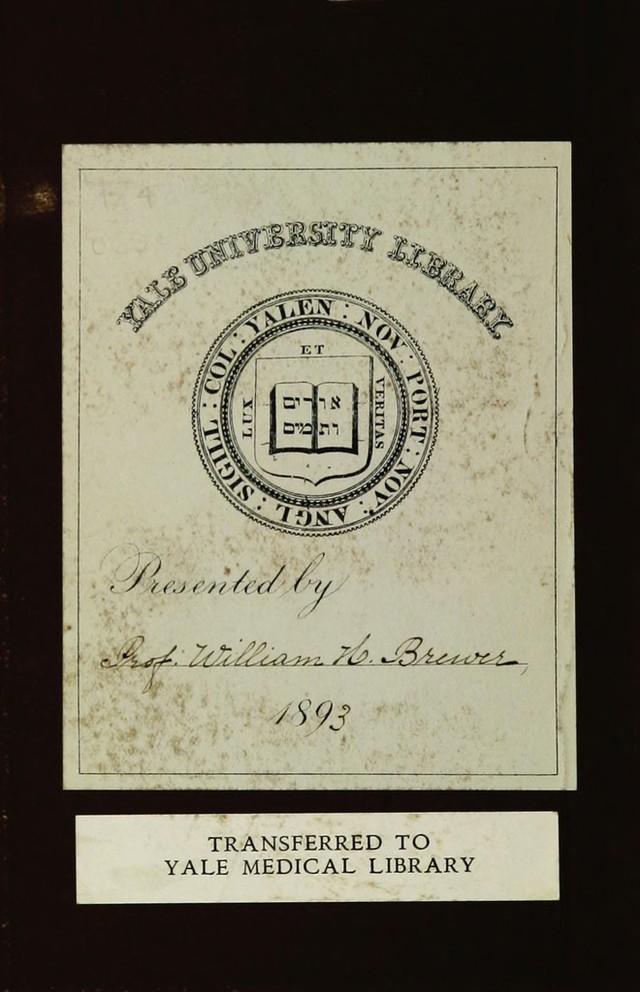 YALE UNIVERSITY LIBRARY
SIGILL : COL : YALEN : NOV : PORT : NOV : ANGL :
ET
LUX
VERITAS
אורים
ותמים
Presented by
Prof. William H. Brewer,
1893
TRANSFERRED TO
YALE MEDICAL LIBRARY